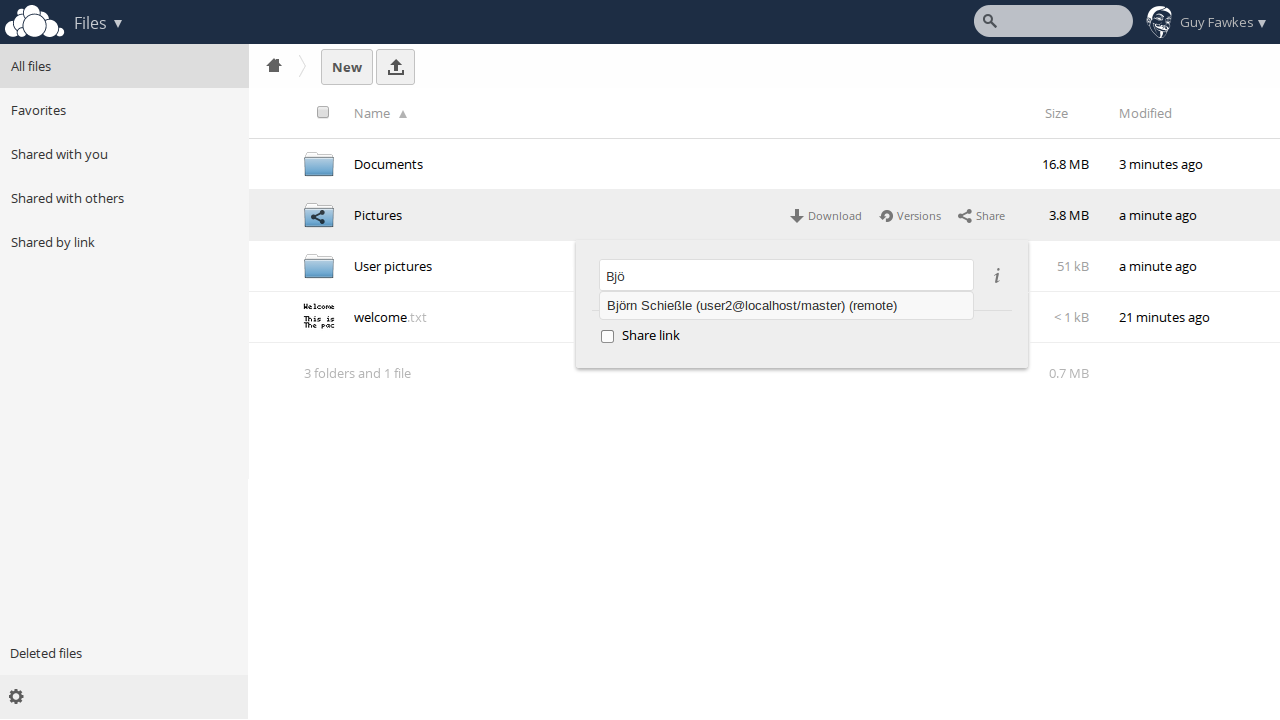 Files ▼
Guy Fawkes ▼
All files
New
Favorites
Name ▲ Size Modified
Shared with you
Documents 16.8 MB 3 minutes ago
Shared with others
Pictures Download Versions Share 3.8 MB a minute ago
Shared by link
User pictures 51 kB a minute ago
Bjö
i
Björn Schießle (user2@localhost/master) (remote)
Share link
Welcome
This is
The pac
welcome.txt < 1 kB 21 minutes ago
3 folders and 1 file 0.7 MB
Deleted files